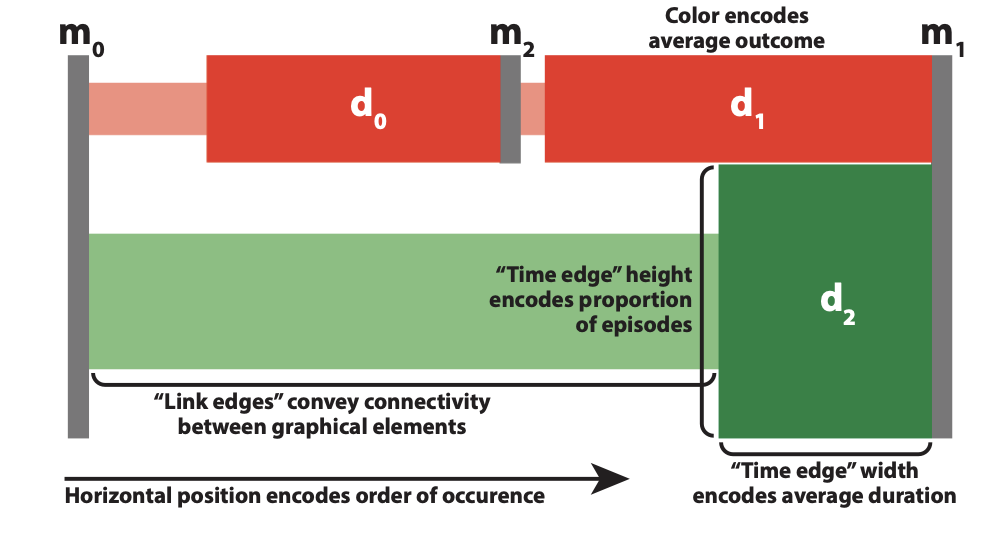 m0
m2
Color encodes
average outcome
m1
d0
d1
"Time edge" height
encodes proportion
of episodes
d2
"Link edges" convey connectivity
between graphical elements
"Time edge" width
encodes average duration
Horizontal position encodes order of occurence